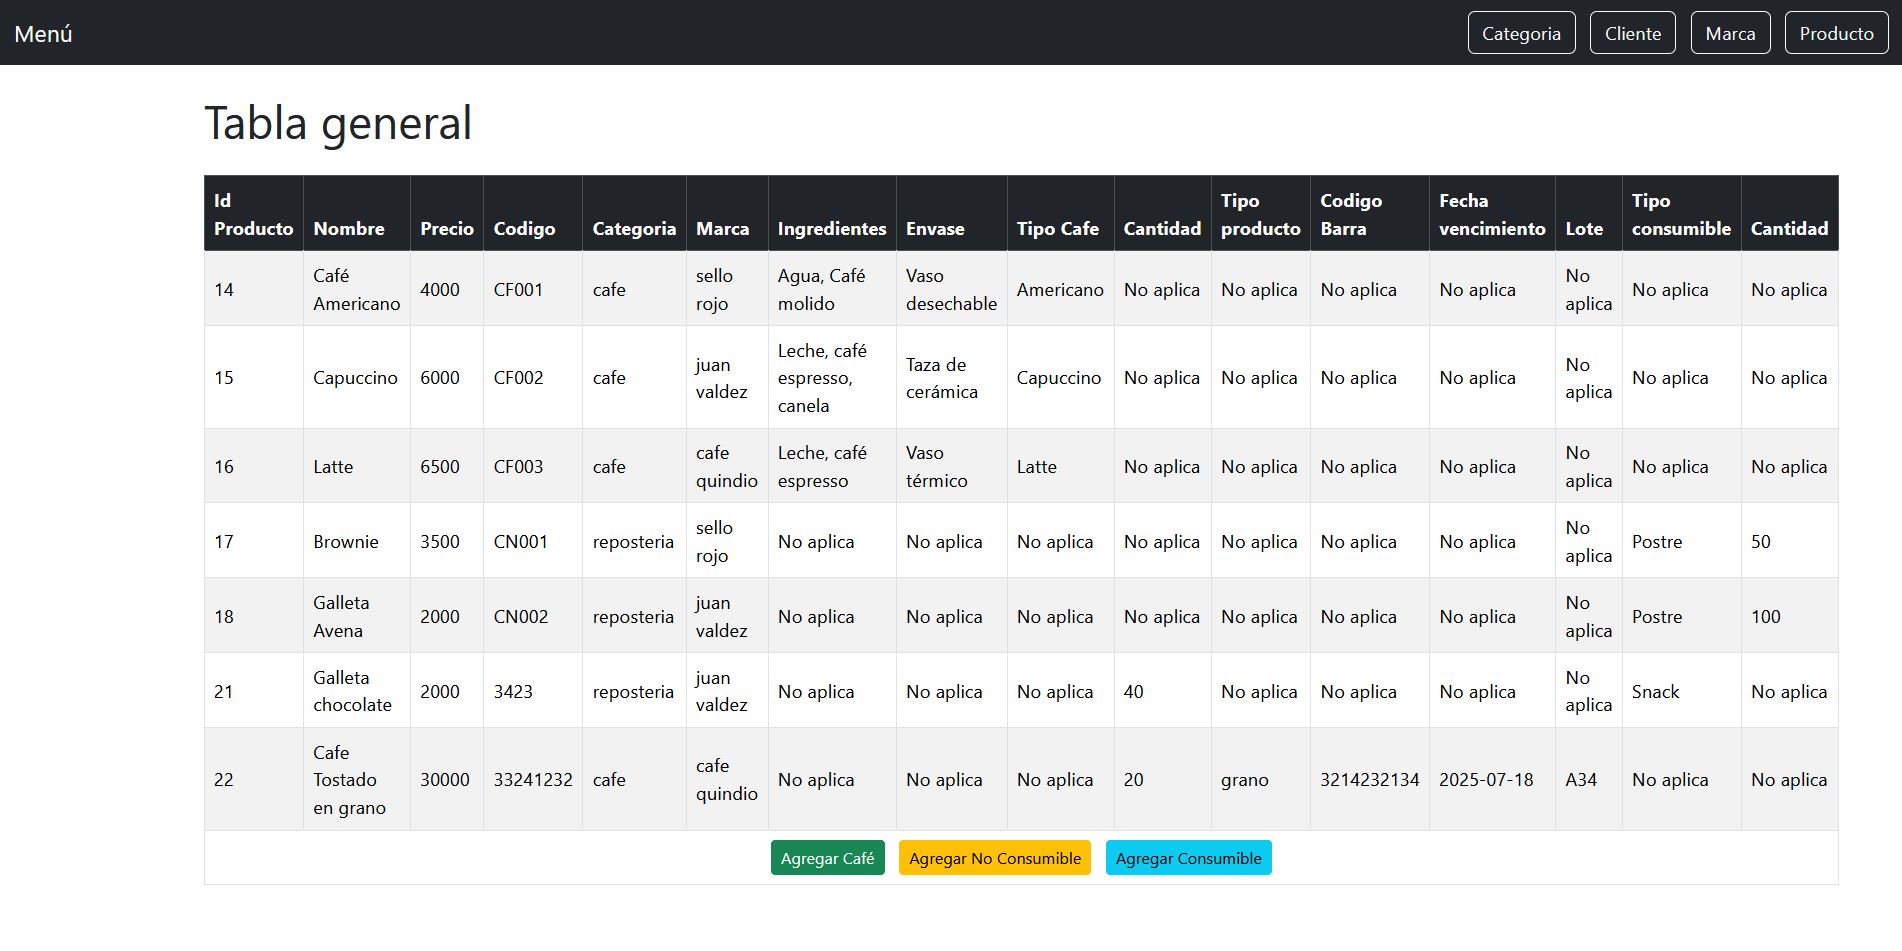 Menú Categoria Cliente Marca Producto
Tabla general
Id Producto Nombre Precio Codigo Categoria Marca Ingredientes Envase Tipo Cafe Cantidad Tipo producto Codigo Barra Fecha vencimiento Lote Tipo consumible Cantidad
14 Café Americano 4000 CF001 cafe sello rojo Agua, Café molido Vaso desechable Americano No aplica No aplica No aplica No aplica No aplica No aplica No aplica
15 Capuccino 6000 CF002 cafe juan valdez Leche, café espresso, canela Taza de cerámica Capuccino No aplica No aplica No aplica No aplica No aplica No aplica No aplica
16 Latte 6500 CF003 cafe cafe quindio Leche, café espresso Vaso térmico Latte No aplica No aplica No aplica No aplica No aplica No aplica No aplica
17 Brownie 3500 CN001 reposteria sello rojo No aplica No aplica No aplica No aplica No aplica No aplica No aplica No aplica Postre 50
18 Galleta Avena 2000 CN002 reposteria juan valdez No aplica No aplica No aplica No aplica No aplica No aplica No aplica No aplica Postre 100
21 Galleta chocolate 2000 3423 reposteria juan valdez No aplica No aplica No aplica 40 No aplica No aplica No aplica No aplica Snack No aplica
22 Cafe Tostado en grano 30000 33241232 cafe cafe quindio No aplica No aplica No aplica 20 grano 3214232134 2025-07-18 A34 No aplica No aplica
Agregar Café Agregar No Consumible Agregar Consumible